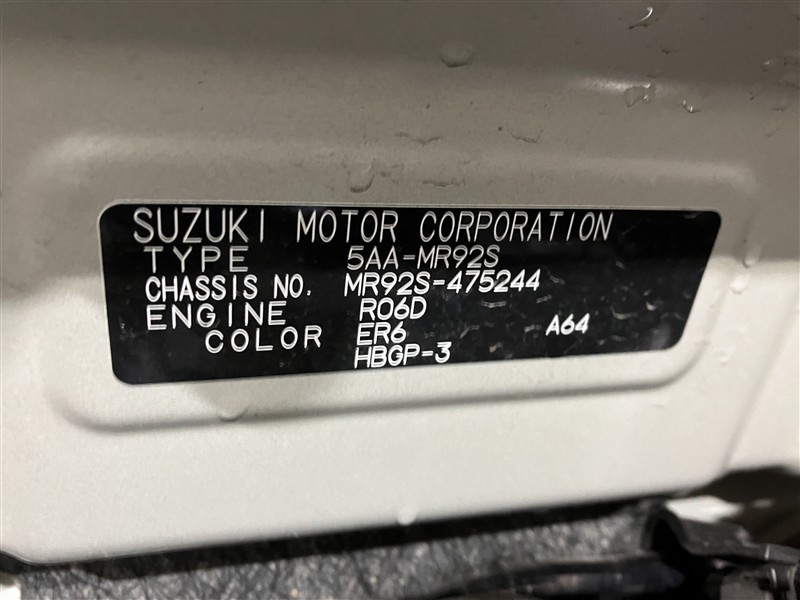 SUZUKI MOTOR CORPORATION
TYPE 5AA-MR92S
CHASSIS NO. MR92S-475244
ENGINE R06D
COLOR ER6 A64
HBGP-3